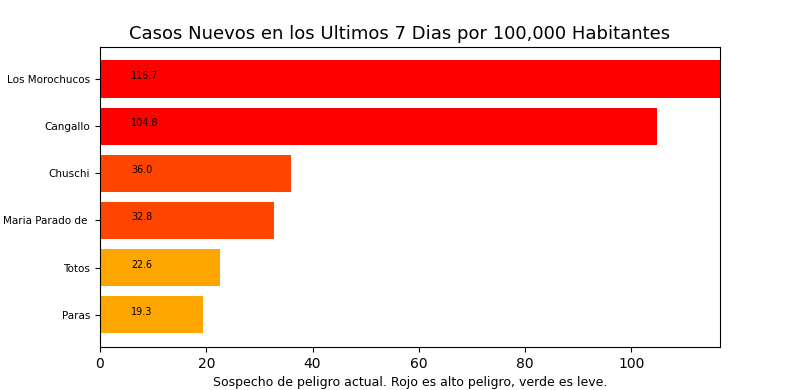 Casos Nuevos en los Ultimos 7 Dias por 100,000 Habitantes
Los Morochucos 116.7
Cangallo 104.8
Chuschi 36.0
Maria Parado de 32.8
Totos 22.6
Paras 19.3
0 20 40 60 80 100
Sospecho de peligro actual. Rojo es alto peligro, verde es leve.